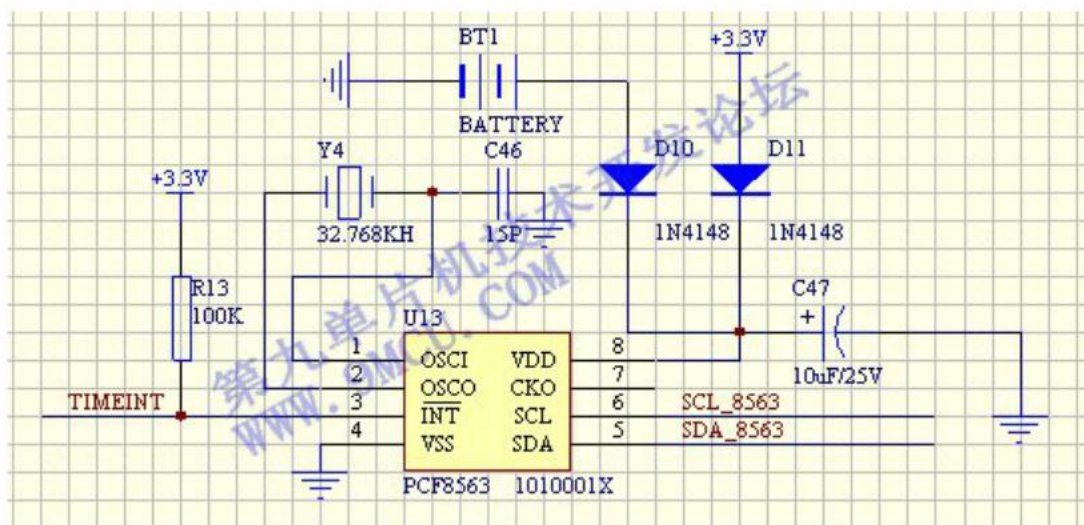 BT1
+3.3V
BATTERY
Y4
C46
D10
D11
+3.3V
32.768KH
15P
1N4148
1N4148
R13
100K
C47
+
10uF/25V
U13
1
OSCI
VDD
8
2
OSCO
CKO
7
TIMEINT
3
INT
SCL
6
SCL_8563
4
VSS
SDA
5
SDA_8563
PCF8563
1010001X
第九单片机技术开发论坛
WWW.9MCU.COM